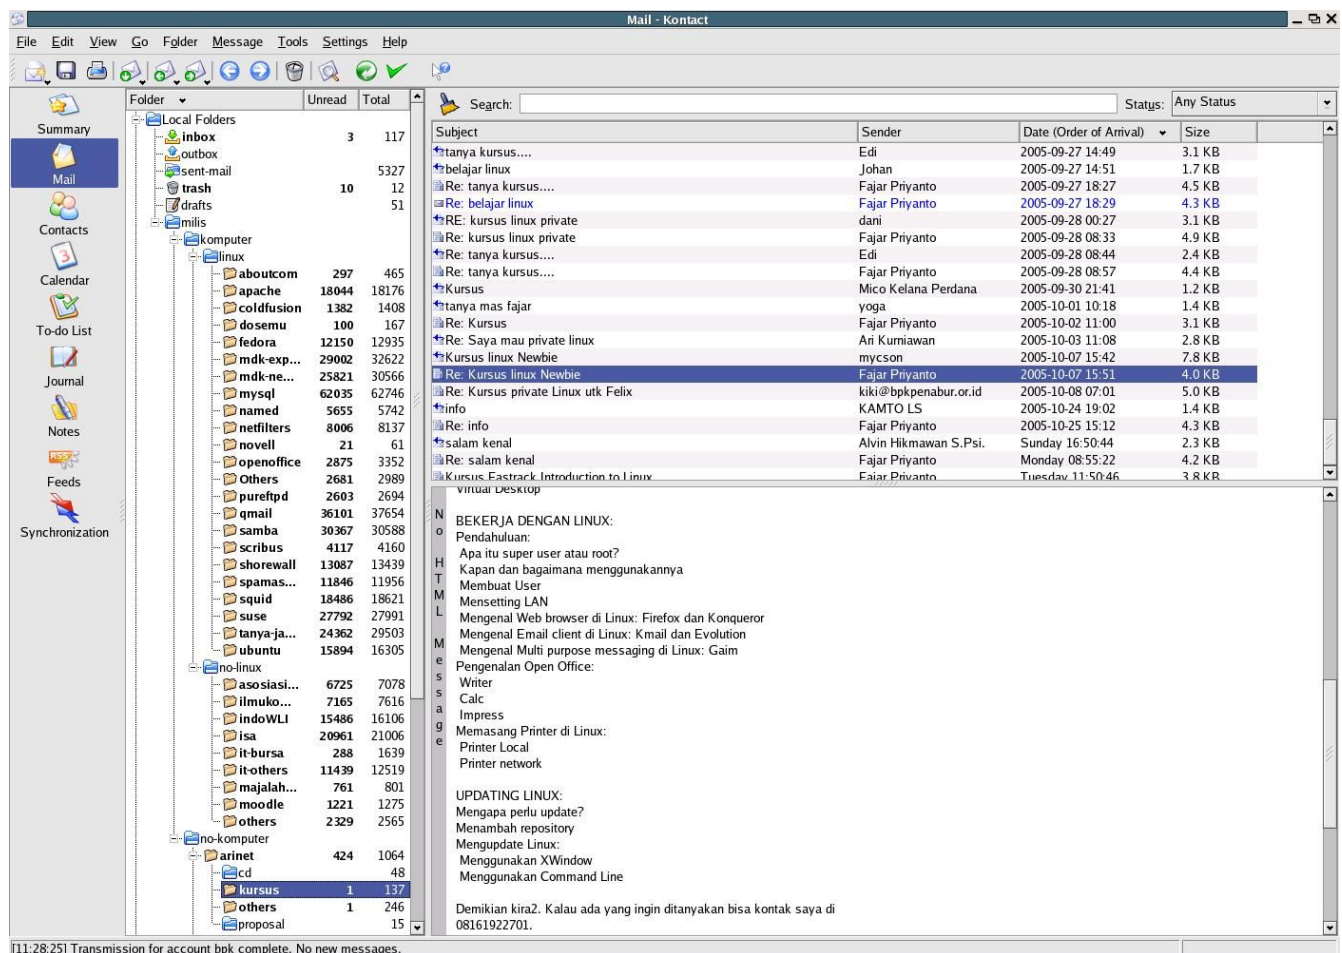 Mail - Kontact
File Edit View Go Folder Message Tools Settings Help
Summary
Mail
Contacts
Calendar
To-do List
Journal
Notes
Feeds
Synchronization
Folder Unread Total
Local Folders
inbox 3 117
outbox
sent-mail 5327
trash 10 12
drafts 51
milis
komputer
linux
aboutcom 297 465
apache 18044 18176
coldfusion 1382 1408
dosemu 100 167
fedora 12150 12935
mdk-exp... 29002 32622
mdk-ne... 25821 30566
mysql 62035 62746
named 5655 5742
netfilters 8006 8137
novell 21 61
openoffice 2875 3352
Others 2681 2989
pureftpd 2603 2694
qmail 36101 37654
samba 30367 30588
scribus 4117 4160
shorewall 13087 13439
spamas... 11846 11956
squid 18486 18621
suse 27792 27991
tanya-ja... 24362 29503
ubuntu 15894 16305
no-linux
asosiasi... 6725 7078
ilmuko... 7165 7616
indoWLI 15486 16106
isa 20961 21006
it-bursa 288 1639
it-others 11439 12519
majalah... 761 801
moodle 1221 1275
others 2329 2565
no-komputer
arinet 424 1064
cd 48
kursus 1 137
others 1 246
proposal 15
Search: Status: Any Status
Subject Sender Date (Order of Arrival) Size
tanya kursus.... Edi 2005-09-27 14:49 3.1 KB
belajar linux Johan 2005-09-27 14:51 1.7 KB
Re: tanya kursus.... Fajar Priyanto 2005-09-27 18:27 4.5 KB
Re: belajar linux Fajar Priyanto 2005-09-27 18:29 4.3 KB
RE: kursus linux private dani 2005-09-28 00:27 3.1 KB
Re: kursus linux private Fajar Priyanto 2005-09-28 08:33 4.9 KB
Re: tanya kursus.... Edi 2005-09-28 08:44 2.4 KB
Re: tanya kursus.... Fajar Priyanto 2005-09-28 08:57 4.4 KB
Kursus Mico Kelana Perdana 2005-09-30 21:41 1.2 KB
tanya mas fajar yoga 2005-10-01 10:18 1.4 KB
Re: Kursus Fajar Priyanto 2005-10-02 11:00 3.1 KB
Re: Saya mau private linux Ari Kurniawan 2005-10-03 11:08 2.8 KB
Kursus linux Newbie mycson 2005-10-07 15:42 7.8 KB
Re: Kursus linux Newbie Fajar Priyanto 2005-10-07 15:51 4.0 KB
Re: Kursus private Linux utk Felix kiki@bpkpenabur.or.id 2005-10-08 07:01 5.0 KB
info KAMTO LS 2005-10-24 19:02 1.4 KB
Re: info Fajar Priyanto 2005-10-25 15:12 4.3 KB
salam kenal Alvin Hikmawan S.Psi. Sunday 16:50:44 2.3 KB
Re: salam kenal Fajar Priyanto Monday 08:55:22 4.2 KB
Kursus Fastrack Introduction to Linux Fajar Priyanto Tuesday 11:50:46 3.8 KB
No HTML Message
Virtual Desktop
BEKERJA DENGAN LINUX:
Pendahuluan:
Apa itu super user atau root?
Kapan dan bagaimana menggunakannya
Membuat User
Mensetting LAN
Mengenal Web browser di Linux: Firefox dan Konqueror
Mengenal Email client di Linux: Kmail dan Evolution
Mengenal Multi purpose messaging di Linux: Gaim
Pengenalan Open Office:
Writer
Calc
Impress
Memasang Printer di Linux:
Printer Local
Printer network
UPDATING LINUX:
Mengapa perlu update?
Menambah repository
Mengupdate Linux:
Menggunakan XWindow
Menggunakan Command Line
Demikian kira2. Kalau ada yang ingin ditanyakan bisa kontak saya di
08161922701.
[11:28:25] Transmission for account bpk complete. No new messages.